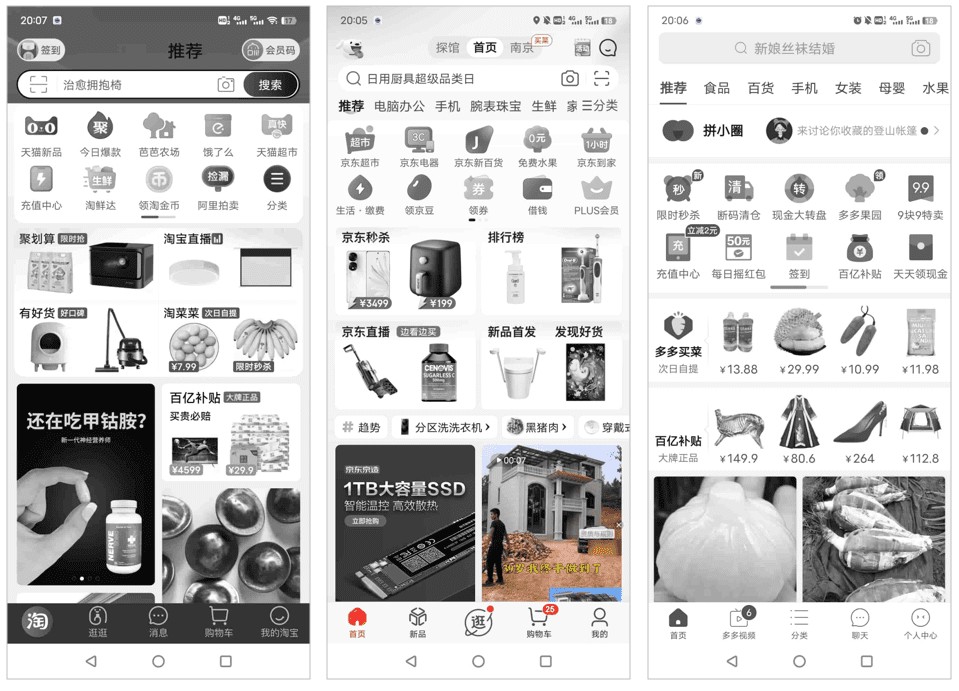 20:07
17
签到
推荐
会员码
治愈拥抱椅
搜索
天猫新品
今日爆款
芭芭农场
饿了么
天猫超市
充值中心
淘鲜达
领淘金币
阿里拍卖
分类
聚划算 限时抢
淘宝直播
有好货 好口碑
淘菜菜 次日自提
¥7.99
限时秒杀
还在吃甲钴胺?
新一代神经营养师
NERVE
百亿补贴 大牌正品
买贵必赔
¥4599
¥29.9
淘
逛逛
消息
购物车
我的淘宝
20:05
18
探馆
首页
南京
买菜
日用厨具超级品类日
推荐 电脑办公 手机 腕表珠宝 生鲜 家 三分类
超市
3C
0元
1小时
京东超市
京东电器
京东新百货
免费水果
京东到家
券
生活·缴费
领京豆
领券
借钱
PLUS会员
京东秒杀
¥3499
¥199
排行榜
京东直播 边看边买
CENOVIS
新品首发
发现好货
# 趋势
分区洗洗衣机
黑猪肉
穿戴式
京东京造
1TB大容量SSD
智能温控 高效散热
立即抢购
00:07
首页
新品
逛
购物车
25
我的
20:06
18
新娘丝袜结婚
推荐 食品 百货 手机 女装 母婴 水果
拼小圈
来讨论你收藏的登山帐篷
秒
新
清
转
领
9.9
限时秒杀
断码清仓
现金大转盘
多多果园
9块9特卖
充
立减2元
50元
充值中心
每日摇红包
签到
百亿补贴
天天领现金
多多买菜
次日自提
¥13.88
¥29.99
¥10.99
¥11.98
百亿补贴
大牌正品
¥149.9
¥80.6
¥264
¥112.8
首页
多多视频
6
分类
聊天
个人中心